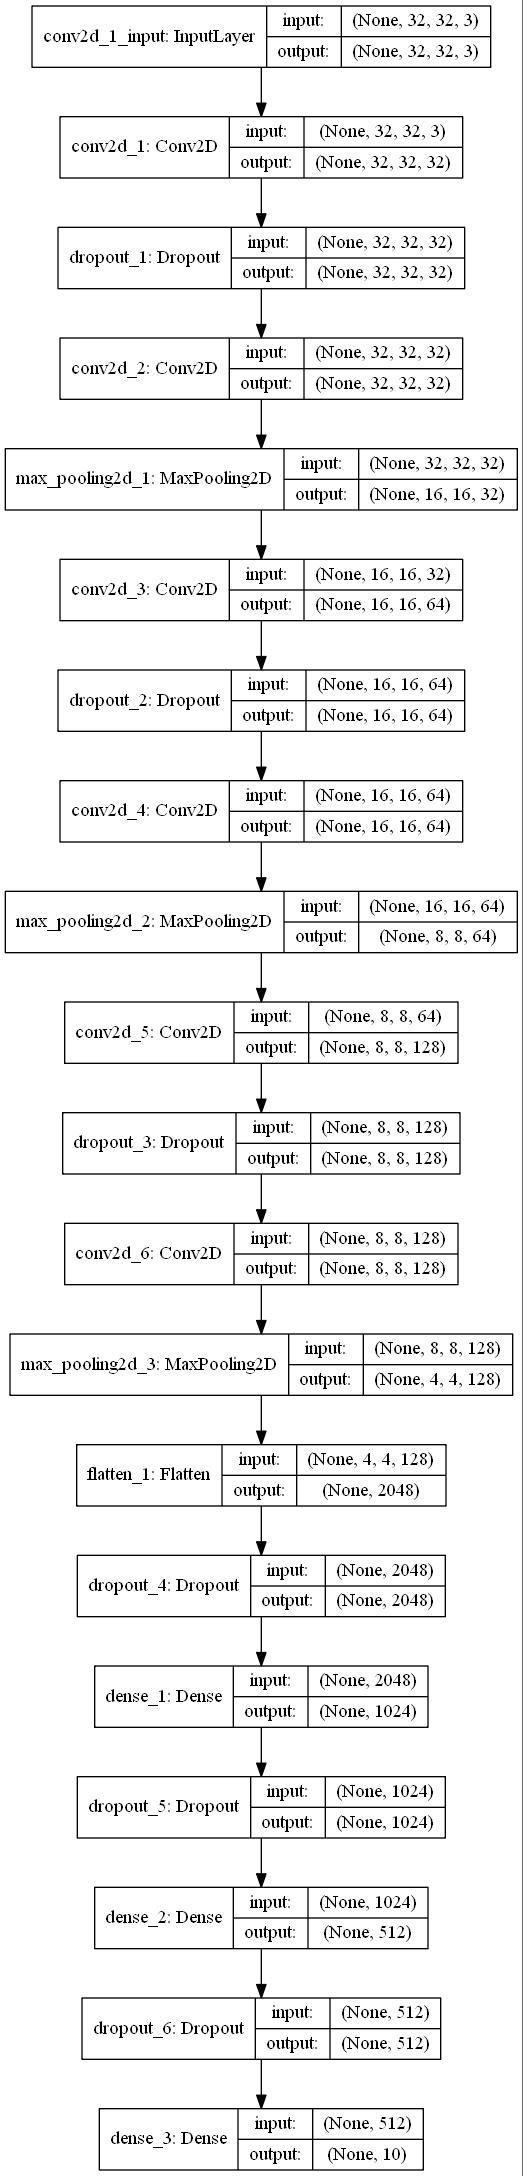 conv2d_1_input: InputLayer input: (None, 32, 32, 3)
output: (None, 32, 32, 3)
conv2d_1: Conv2D input: (None, 32, 32, 3)
output: (None, 32, 32, 32)
dropout_1: Dropout input: (None, 32, 32, 32)
output: (None, 32, 32, 32)
conv2d_2: Conv2D input: (None, 32, 32, 32)
output: (None, 32, 32, 32)
max_pooling2d_1: MaxPooling2D input: (None, 32, 32, 32)
output: (None, 16, 16, 32)
conv2d_3: Conv2D input: (None, 16, 16, 32)
output: (None, 16, 16, 64)
dropout_2: Dropout input: (None, 16, 16, 64)
output: (None, 16, 16, 64)
conv2d_4: Conv2D input: (None, 16, 16, 64)
output: (None, 16, 16, 64)
max_pooling2d_2: MaxPooling2D input: (None, 16, 16, 64)
output: (None, 8, 8, 64)
conv2d_5: Conv2D input: (None, 8, 8, 64)
output: (None, 8, 8, 128)
dropout_3: Dropout input: (None, 8, 8, 128)
output: (None, 8, 8, 128)
conv2d_6: Conv2D input: (None, 8, 8, 128)
output: (None, 8, 8, 128)
max_pooling2d_3: MaxPooling2D input: (None, 8, 8, 128)
output: (None, 4, 4, 128)
flatten_1: Flatten input: (None, 4, 4, 128)
output: (None, 2048)
dropout_4: Dropout input: (None, 2048)
output: (None, 2048)
dense_1: Dense input: (None, 2048)
output: (None, 1024)
dropout_5: Dropout input: (None, 1024)
output: (None, 1024)
dense_2: Dense input: (None, 1024)
output: (None, 512)
dropout_6: Dropout input: (None, 512)
output: (None, 512)
dense_3: Dense input: (None, 512)
output: (None, 10)